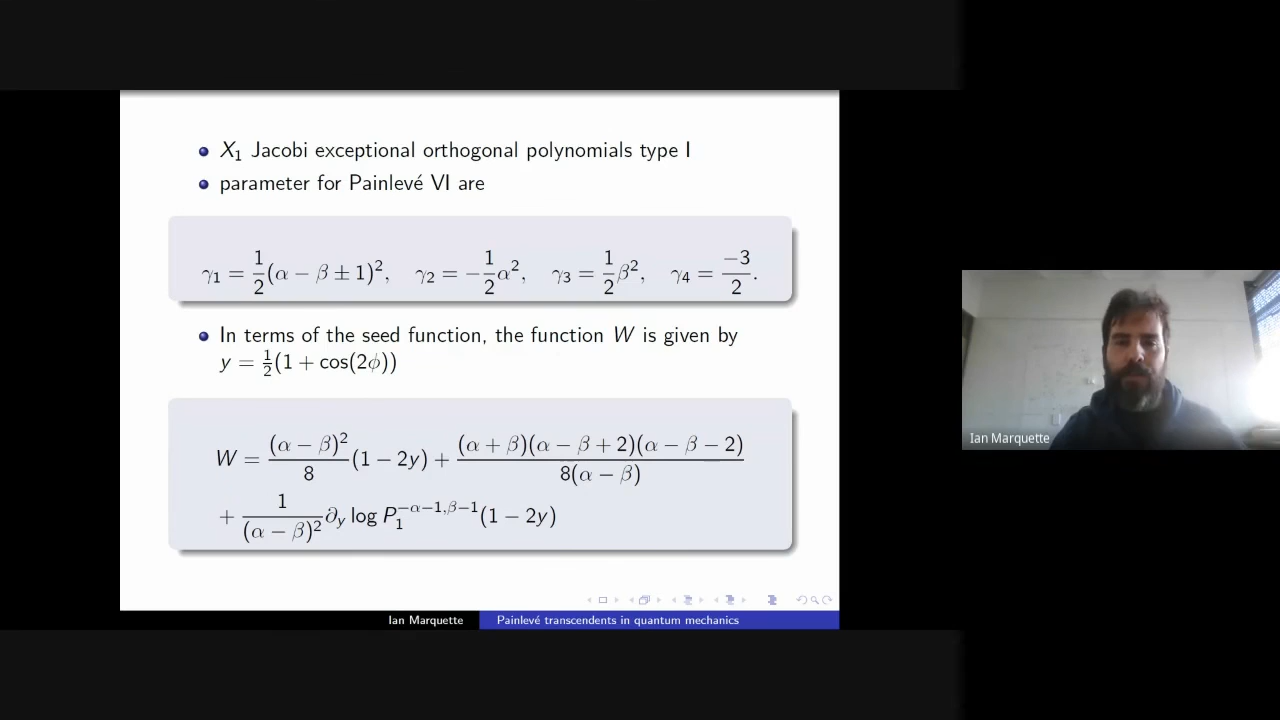 X₁ Jacobi exceptional orthogonal polynomials type I
parameter for Painlevé VI are
γ₁ = 1/2(α − β ± 1)², γ₂ = −1/2α², γ₃ = 1/2β², γ₄ = −3/2.
In terms of the seed function, the function W is given by
y = 1/2(1 + cos(2ϕ))
W = (α − β)²/8(1 − 2y) + (α + β)(α − β + 2)(α − β − 2)/8(α − β)
+ 1/(α − β)² ∂_y log P₁^{−α−1,β−1}(1 − 2y)
Ian Marquette Painlevé transcendents in quantum mechanics
Ian Marquette